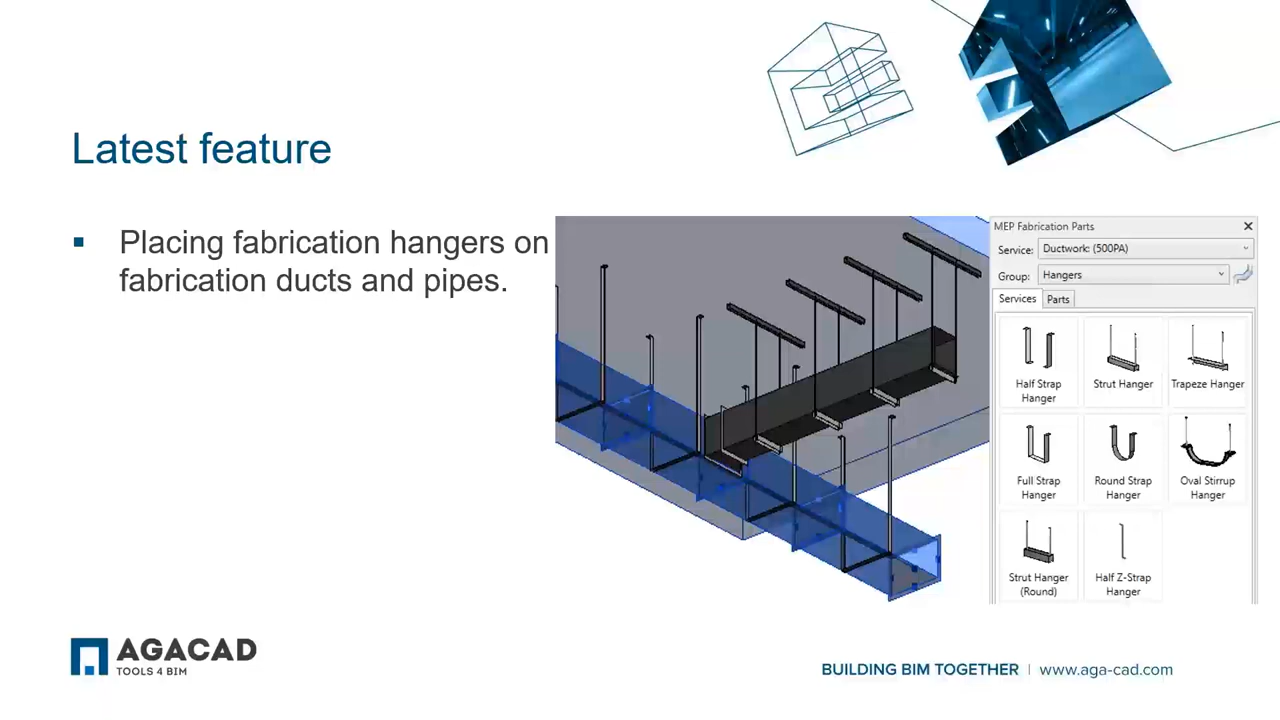 Latest feature
▪ Placing fabrication hangers on
fabrication ducts and pipes.
MEP Fabrication Parts
Service: Ductwork: (500PA)
Group: Hangers
Services Parts
Half Strap
Hanger
Strut Hanger
Trapeze Hanger
Full Strap
Hanger
Round Strap
Hanger
Oval Stirrup
Hanger
Strut Hanger
(Round)
Half Z-Strap
Hanger
AGACAD
TOOLS 4 BIM
BUILDING BIM TOGETHER | www.aga-cad.com